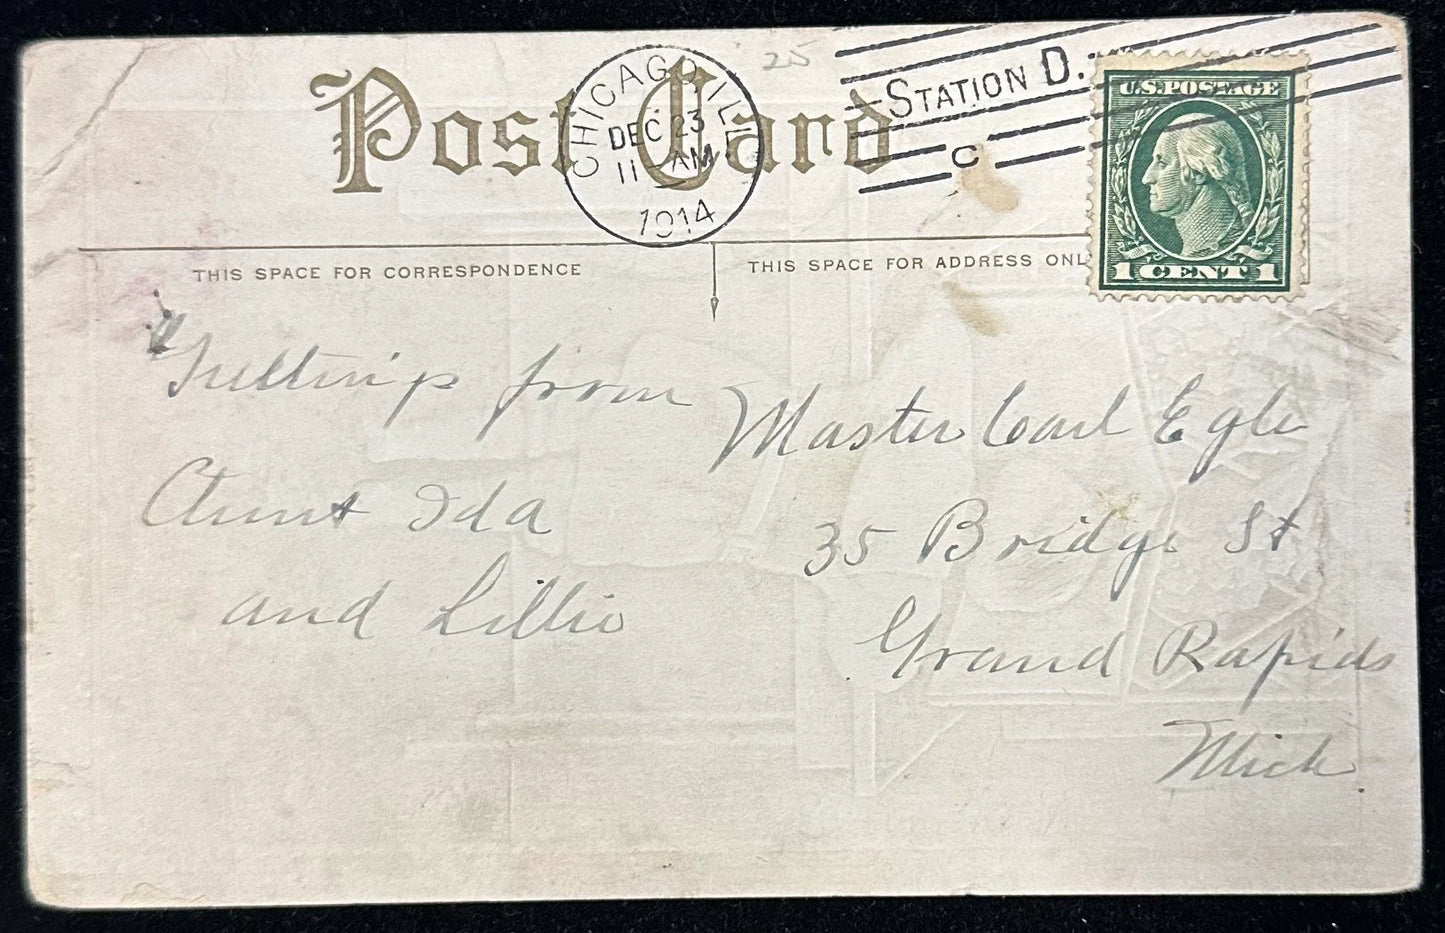 25
Post Card
CHICAGO, ILL.
DEC 23
11-AM
1914
STATION D.
C
U.S. POSTAGE
1 CENT 1
THIS SPACE FOR CORRESPONDENCE
THIS SPACE FOR ADDRESS ONL
Greetings from
Aunt Ida
and Lillie
Master Carl Egle
35 Bridge St
Grand Rapids
Mich